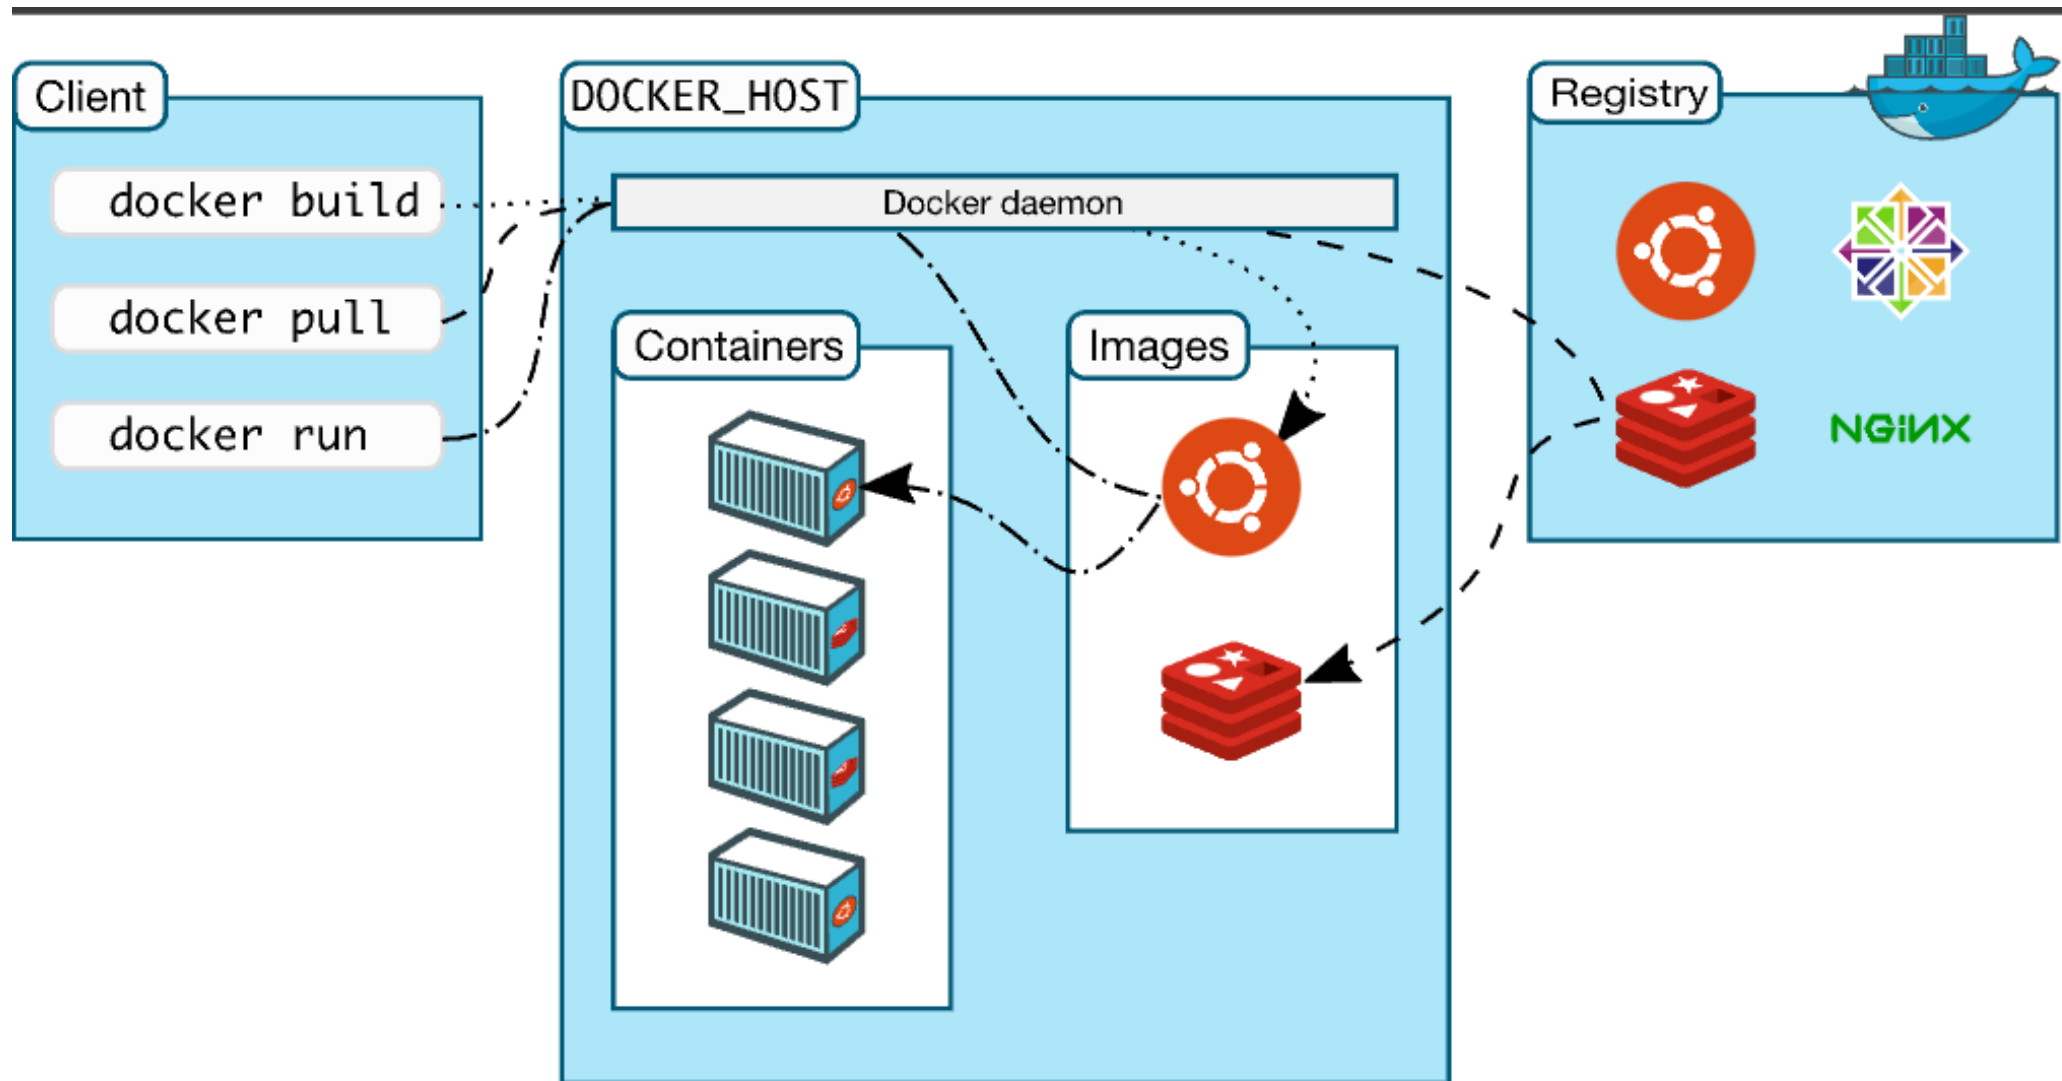 Client
docker build
docker pull
docker run
DOCKER_HOST
Docker daemon
Containers
Images
Registry
NGiNX